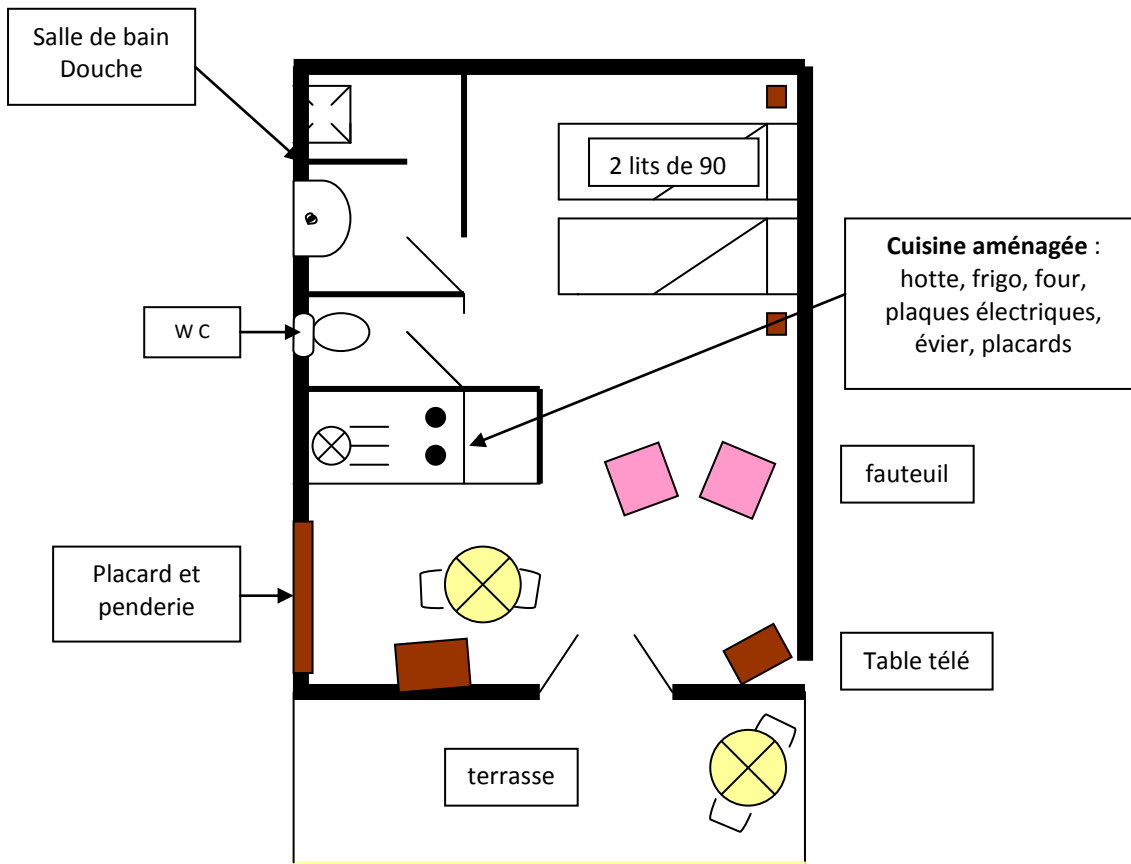 Salle de bain
Douche
2 lits de 90
Cuisine aménagée :
hotte, frigo, four,
plaques électriques,
évier, placards
W C
fauteuil
Placard et
penderie
Table télé
terrasse